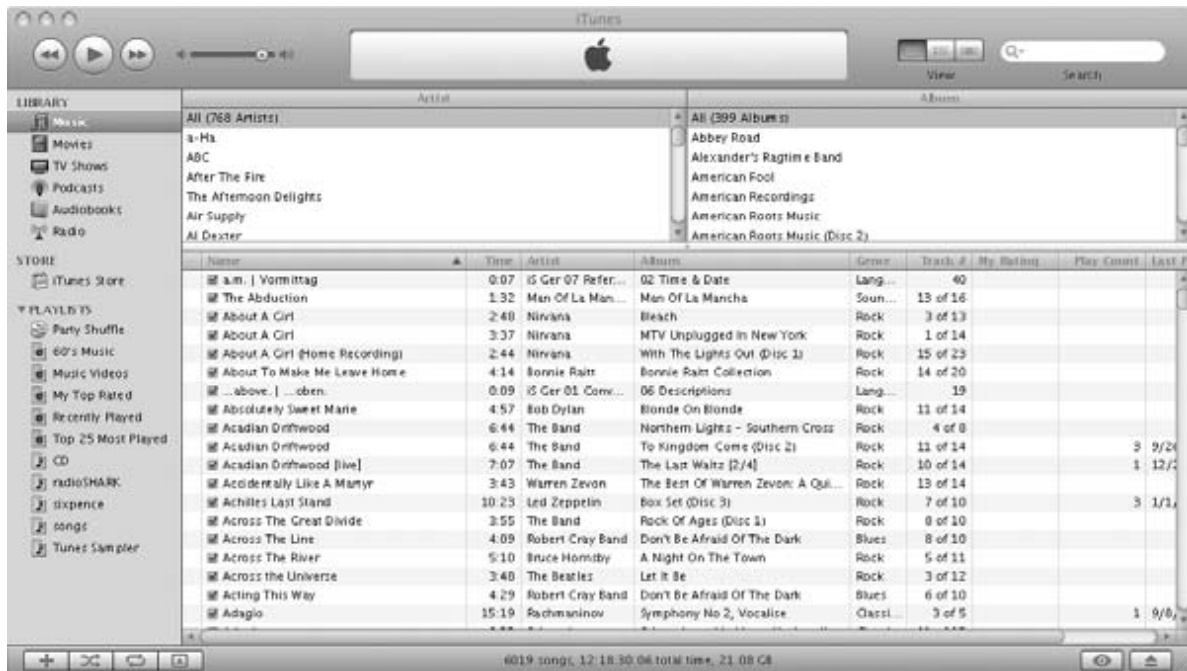 iTunes
View
Search
LIBRARY
Music
Movies
TV Shows
Podcasts
Audiobooks
Radio
STORE
iTunes Store
PLAYLISTS
Party Shuffle
60's Music
Music Videos
My Top Rated
Recently Played
Top 25 Most Played
CD
radioSHARK
sixpence
songs
Tunes Sampler
Artist
All (768 Artists)
a-Ha
ABC
After The Fire
The Afternoon Delights
Air Supply
Al Dexter
Album
All (399 Albums)
Abbey Road
Alexander's Ragtime Band
American Fool
American Recordings
American Roots Music
American Roots Music (Disc 2)
Name Time Artist Album Genre Track # My Rating Play Count Last
a.m. | Vormittag 0:07 iS Ger 07 Refer... 02 Time & Date Lang... 40
The Abduction 1:32 Man Of La Man... Man Of La Mancha Soun... 13 of 16
About A Girl 2:48 Nirvana Bleach Rock 3 of 13
About A Girl 3:37 Nirvana MTV Unplugged In New York Rock 1 of 14
About A Girl (Home Recording) 2:44 Nirvana With The Lights Out (Disc 1) Rock 15 of 23
About To Make Me Leave Home 4:14 Bonnie Raitt Bonnie Raitt Collection Rock 14 of 20
...above. | ...oben. 0:09 iS Ger 01 Conv... 06 Descriptions Lang... 19
Absolutely Sweet Marie 4:57 Bob Dylan Blonde On Blonde Rock 11 of 14
Acadian Driftwood 6:44 The Band Northern Lights - Southern Cross Rock 4 of 8
Acadian Driftwood 6:44 The Band To Kingdom Come (Disc 2) Rock 11 of 14 3
Acadian Driftwood [live] 7:07 The Band The Last Waltz [2/4] Rock 10 of 14 1 12/
Accidentally Like A Martyr 3:43 Warren Zevon The Best Of Warren Zevon: A Qui... Rock 13 of 14
Achilles Last Stand 10:23 Led Zeppelin Box Set (Disc 3) Rock 7 of 10 3 1/1,
Across The Great Divide 3:55 The Band Rock Of Ages (Disc 1) Rock 8 of 10
Across The Line 4:09 Robert Cray Band Don't Be Afraid Of The Dark Blues 8 of 10
Across The River 5:10 Bruce Hornsby A Night On The Town Rock 5 of 11
Across the Universe 3:48 The Beatles Let It Be Rock 3 of 12
Acting This Way 4:29 Robert Cray Band Don't Be Afraid Of The Dark Blues 6 of 10
Adagio 15:19 Rachmaninov Symphony No 2, Vocalise Classi... 3 of 5 1 9/8,
6019 songs, 12:18:30:06 total time, 21.08 GB